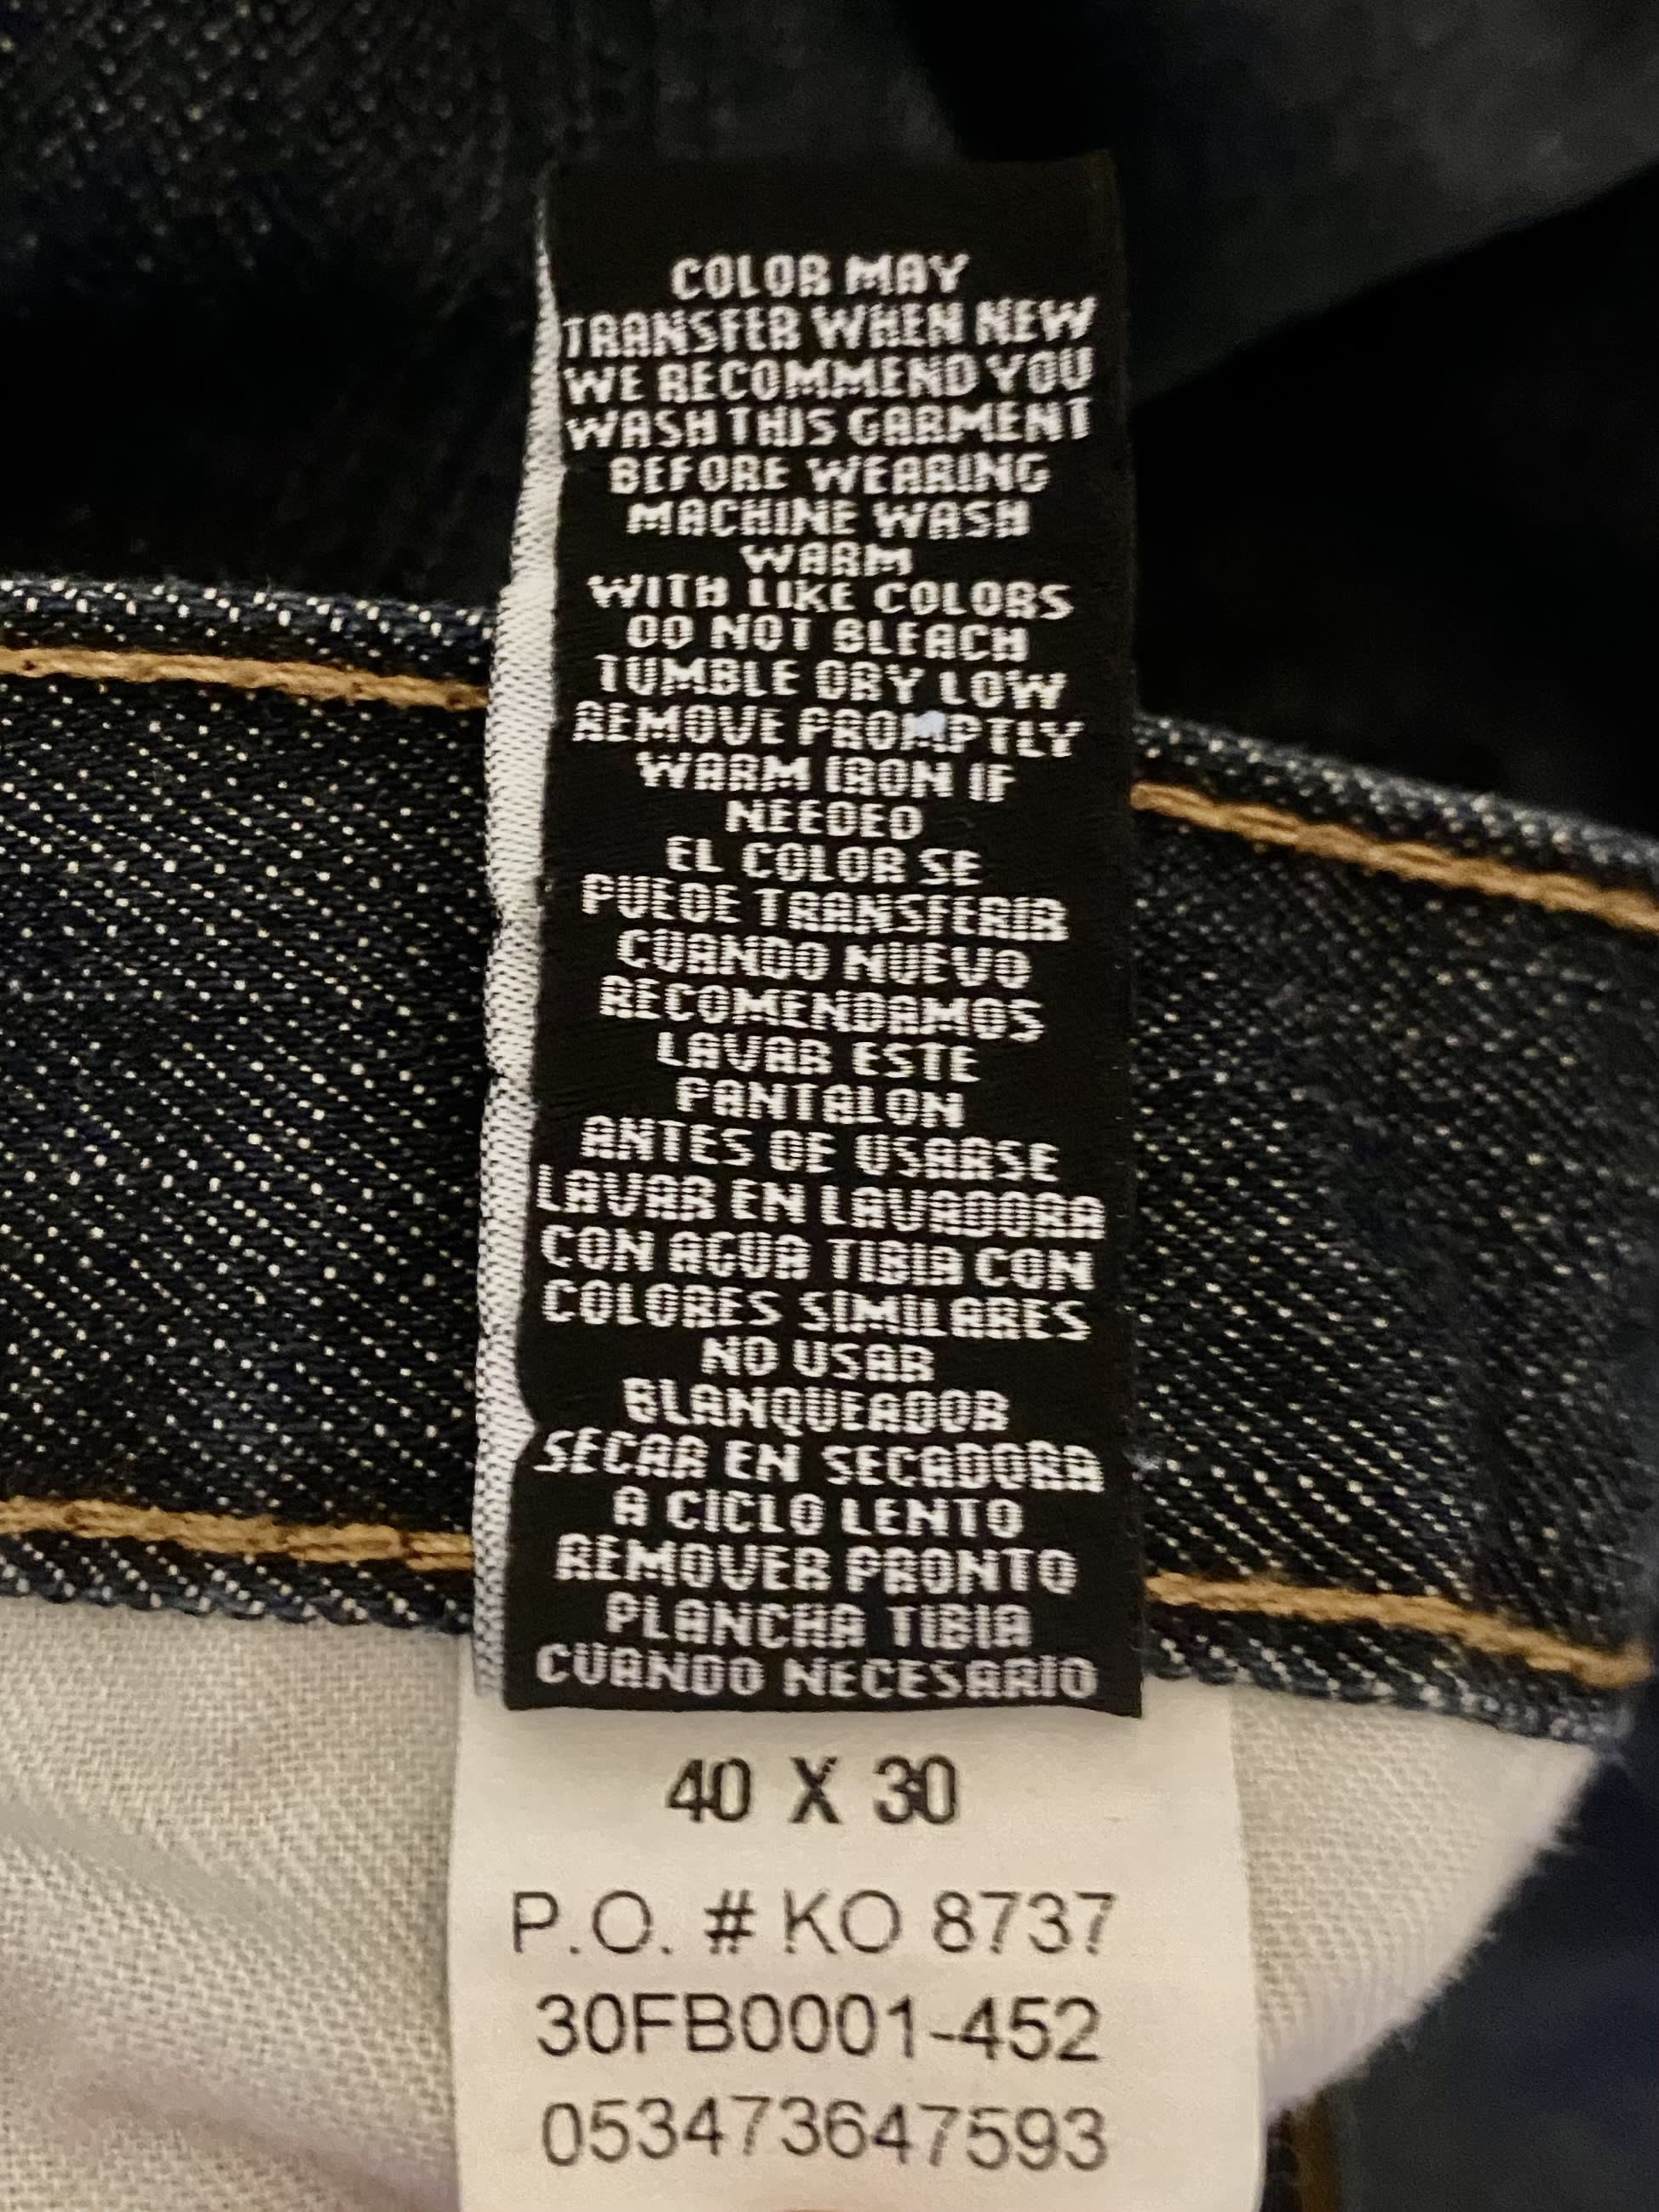 COLOR MAY
TRANSFER WHEN NEW
WE RECOMMEND YOU
WASH THIS GARMENT
BEFORE WEARING
MACHINE WASH
WARM
WITH LIKE COLORS
DO NOT BLEACH
TUMBLE DRY LOW
REMOVE PROMPTLY
WARM IRON IF
NEEDED
EL COLOR SE
PUEDE TRANSFERIR
CUANDO NUEVO
RECOMENDAMOS
LAVAR ESTE
PANTALON
ANTES DE USARSE
LAVAR EN LAVADORA
CON AGUA TIBIA CON
COLORES SIMILARES
NO USAR
BLANQUEADOR
SECAR EN SECADORA
A CICLO LENTO
REMOVER PRONTO
PLANCHA TIBIA
CUANDO NECESARIO
40 X 30
P.O. # KO 8737
30FB0001-452
053473647593